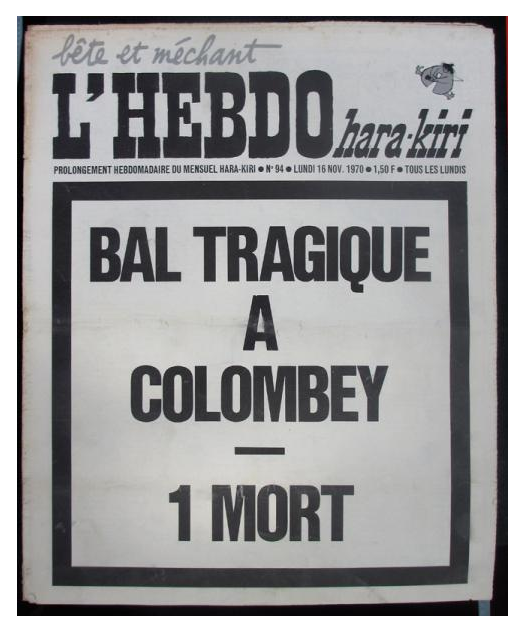 bête et méchant
L'HEBDO
hara-kiri
PROLONGEMENT HEBDOMADAIRE DU MENSUEL HARA-KIRI ● N° 94 ● LUNDI 16 NOV. 1970 ● 1,50 F ● TOUS LES LUNDIS
BAL TRAGIQUE
A
COLOMBEY
—
1 MORT